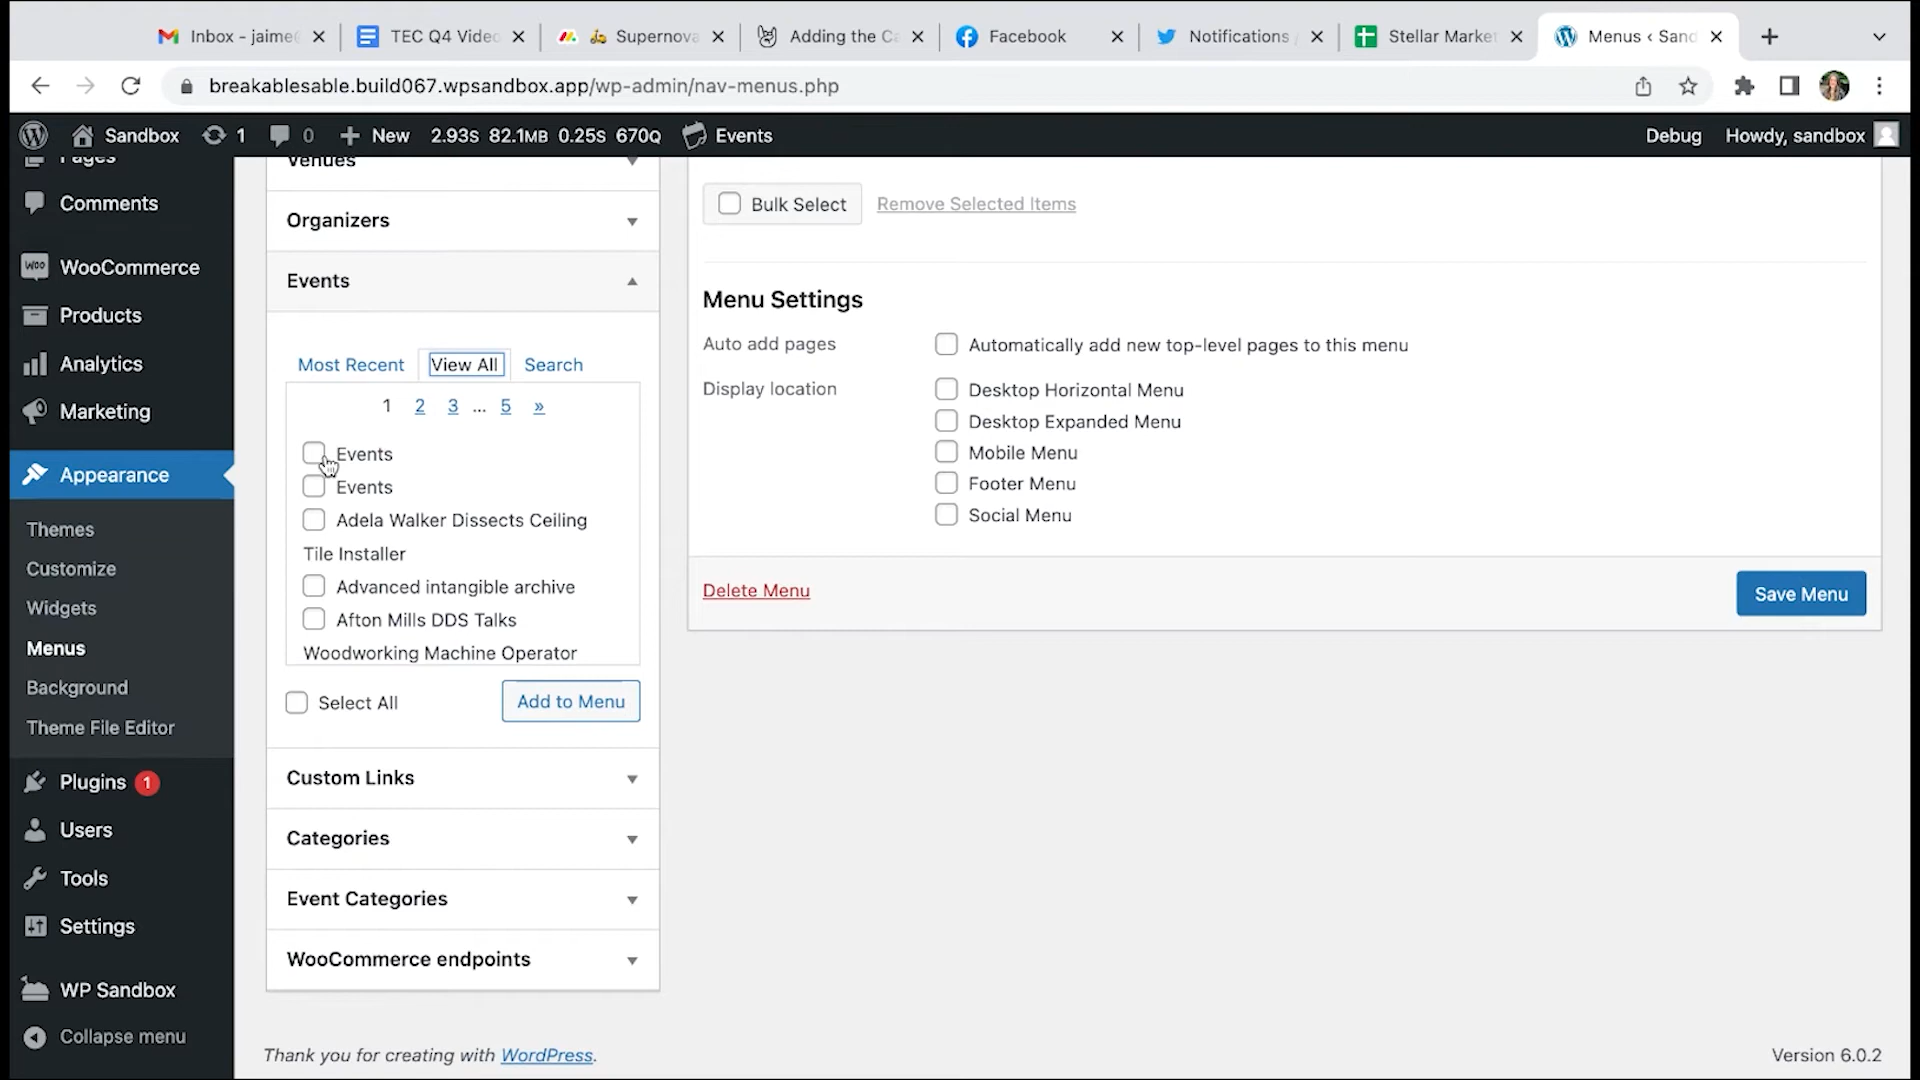 Inbox - jaime
TEC Q4 Vide
Supernova
Adding the Ca
Facebook
Notifications /
Stellar Market
Menus ‹ Sand
breakablesable.build067.wpsandbox.app/wp-admin/nav-menus.php
Sandbox
1
0
New
2.93S 82.1MB 0.25S 670Q
Events
Debug
Howdy, sandbox
Pages
Comments
WooCommerce
Products
Analytics
Marketing
Appearance
Themes
Customize
Widgets
Menus
Background
Theme File Editor
Plugins 1
Users
Tools
Settings
WP Sandbox
Collapse menu
Venues
Organizers
Events
Most Recent
View All
Search
1 2 3 ... 5 »
Events
Events
Adela Walker Dissects Ceiling
Tile Installer
Advanced intangible archive
Afton Mills DDS Talks
Woodworking Machine Operator
Select All
Add to Menu
Custom Links
Categories
Event Categories
WooCommerce endpoints
Bulk Select
Remove Selected Items
Menu Settings
Auto add pages
Automatically add new top-level pages to this menu
Display location
Desktop Horizontal Menu
Desktop Expanded Menu
Mobile Menu
Footer Menu
Social Menu
Delete Menu
Save Menu
Thank you for creating with WordPress.
Version 6.0.2